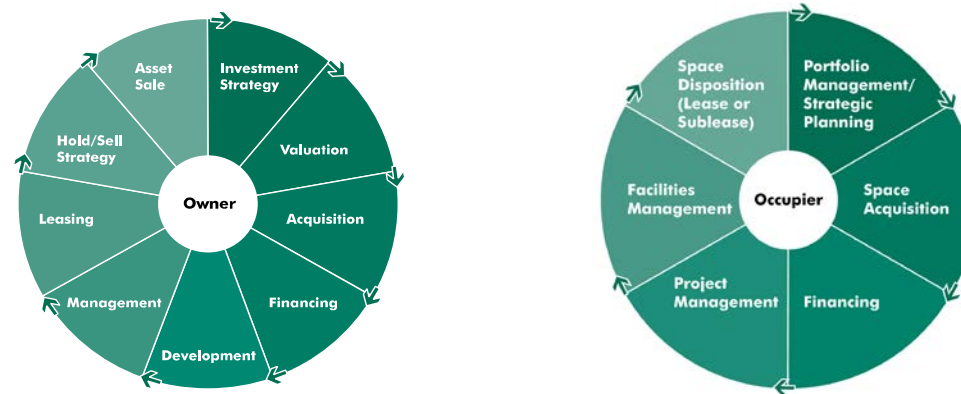 Investment
Strategy
Valuation
Acquisition
Financing
Development
Management
Leasing
Hold/Sell
Strategy
Asset
Sale
Owner
Portfolio
Management/
Strategic
Planning
Space
Acquisition
Financing
Project
Management
Facilities
Management
Space
Disposition
(Lease or
Sublease)
Occupier